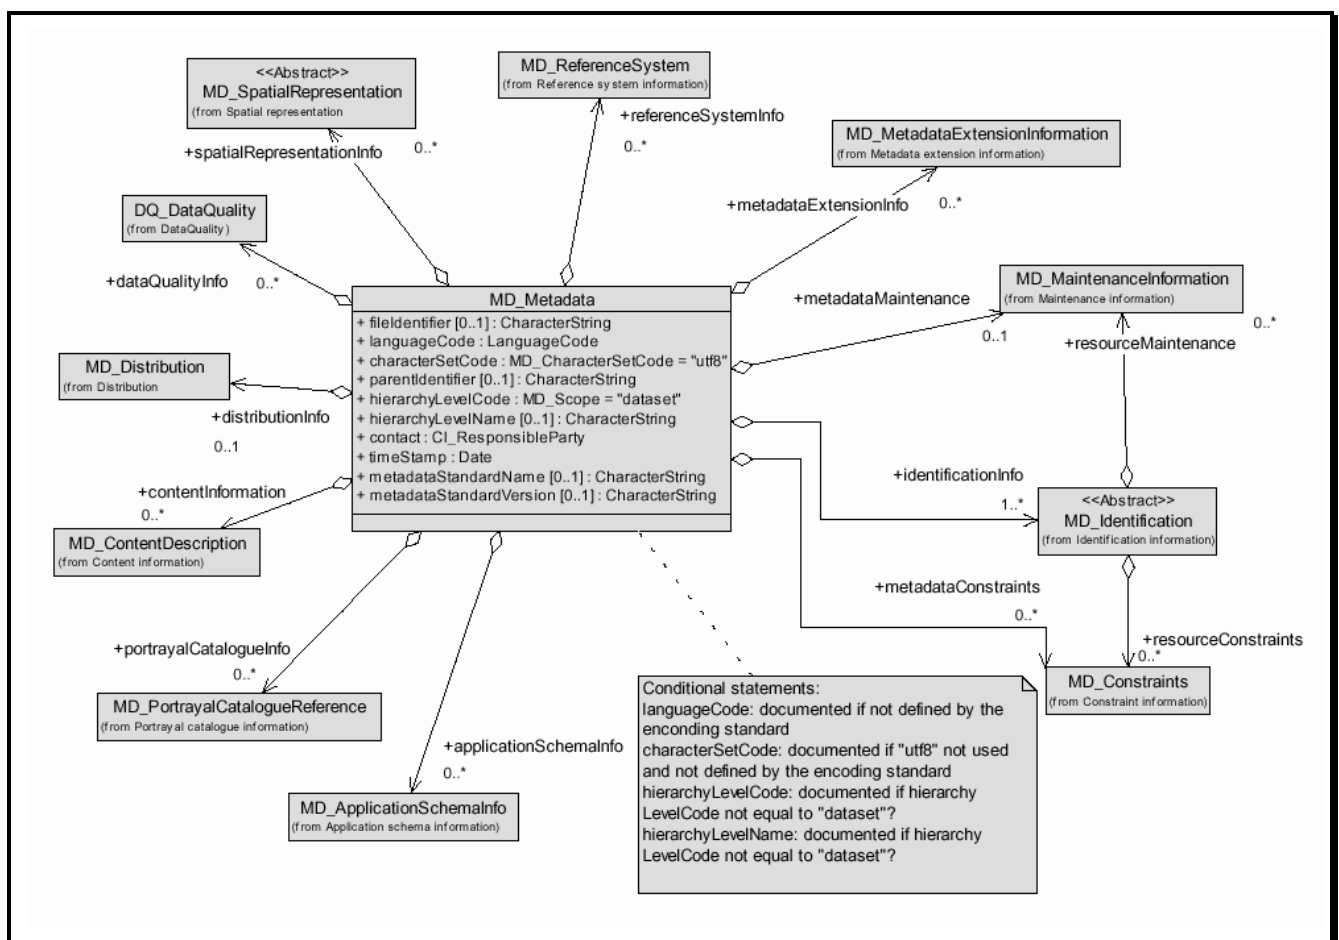 <<Abstract>>
MD_SpatialRepresentation
(from Spatial representation
+spatialRepresentationInfo
0..*
MD_ReferenceSystem
(from Reference system information)
+referenceSystemInfo
0..*
MD_MetadataExtensionInformation
(from Metadata extension information)
+metadataExtensionInfo
0..*
DQ_DataQuality
(from DataQuality)
+dataQualityInfo
0..*
MD_MaintenanceInformation
(from Maintenance information)
+metadataMaintenance
0..1
0..*
+resourceMaintenance
MD_Metadata
+ fileIdentifier [0..1] : CharacterString
+ languageCode : LanguageCode
+ characterSetCode : MD_CharacterSetCode = "utf8"
+ parentIdentifier [0..1] : CharacterString
+ hierarchyLevelCode : MD_Scope = "dataset"
+ hierarchyLevelName [0..1] : CharacterString
+ contact : CI_ResponsibleParty
+ timeStamp : Date
+ metadataStandardName [0..1] : CharacterString
+ metadataStandardVersion [0..1] : CharacterString
MD_Distribution
(from Distribution
+distributionInfo
0..1
+contentInformation
0..*
MD_ContentDescription
(from Content information)
+identificationInfo
1..*
<<Abstract>>
MD_Identification
(from Identification information)
+metadataConstraints
0..*
+resourceConstraints
0..*
MD_Constraints
(from Constraint information)
+portrayalCatalogueInfo
0..*
MD_PortrayalCatalogueReference
(from Portrayal catalogue information)
+applicationSchemaInfo
0..*
MD_ApplicationSchemaInfo
(from Application schema information)
Conditional statements:
languageCode: documented if not defined by the
enconding standard
characterSetCode: documented if "utf8" not used
and not defined by the encoding standard
hierarchyLevelCode: documented if hierarchy
LevelCode not equal to "dataset"?
hierarchyLevelName: documented if hierarchy
LevelCode not equal to "dataset"?